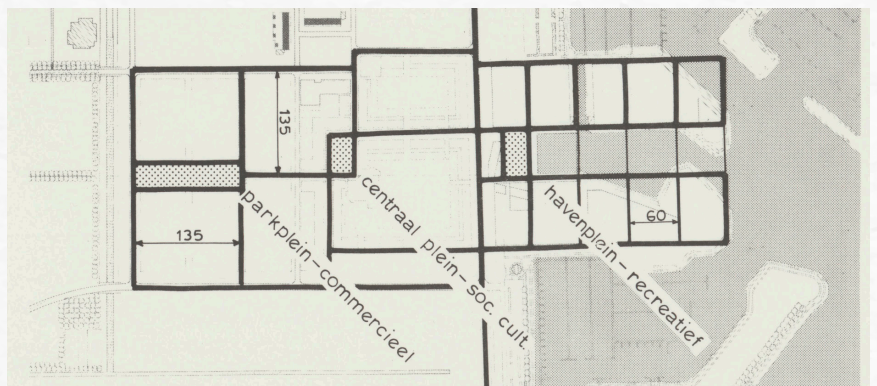 135
135
60
parkplein-commercieel
centraal plein-soc. cult.
havenplein-recreatief